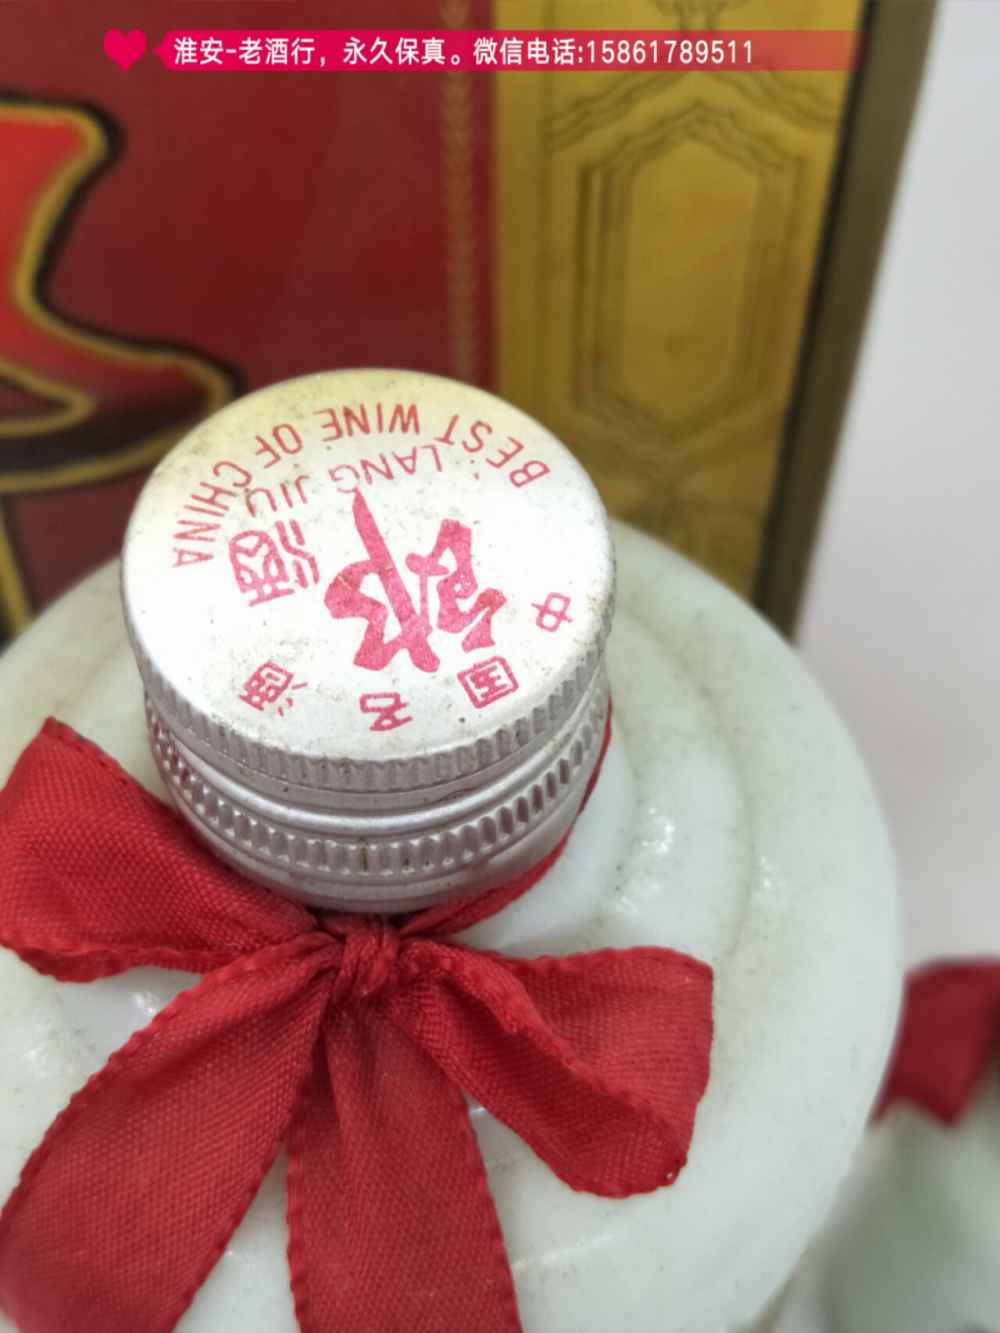 淮安-老酒行，永久保真。微信电话:15861789511
中国名酒
郎酒
LANG JIU
BEST WINE OF CHINA